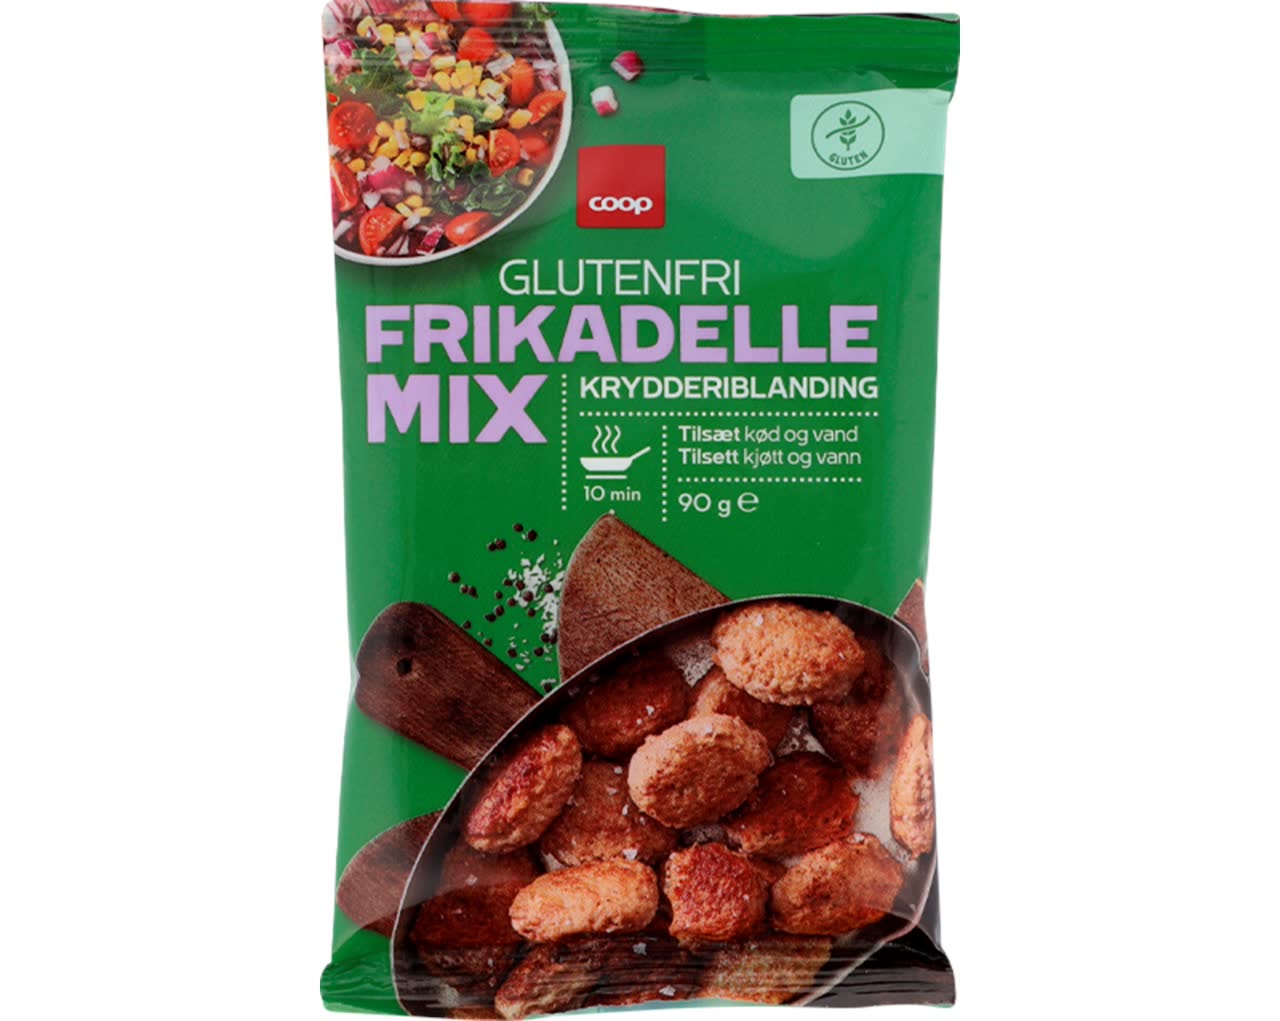 GLUTEN
coop
GLUTENFRI
FRIKADELLE
MIX
KRYDDERIBLANDING
Tilsæt kød og vand
Tilsett kjøtt og vann
10 min
90 g ℮